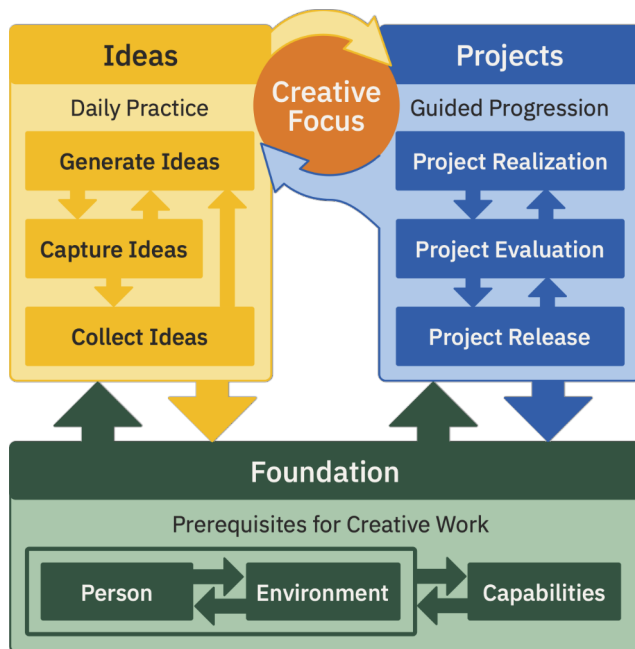 Ideas
Daily Practice
Generate Ideas
Capture Ideas
Collect Ideas
Creative
Focus
Projects
Guided Progression
Project Realization
Project Evaluation
Project Release
Foundation
Prerequisites for Creative Work
Person
Environment
Capabilities